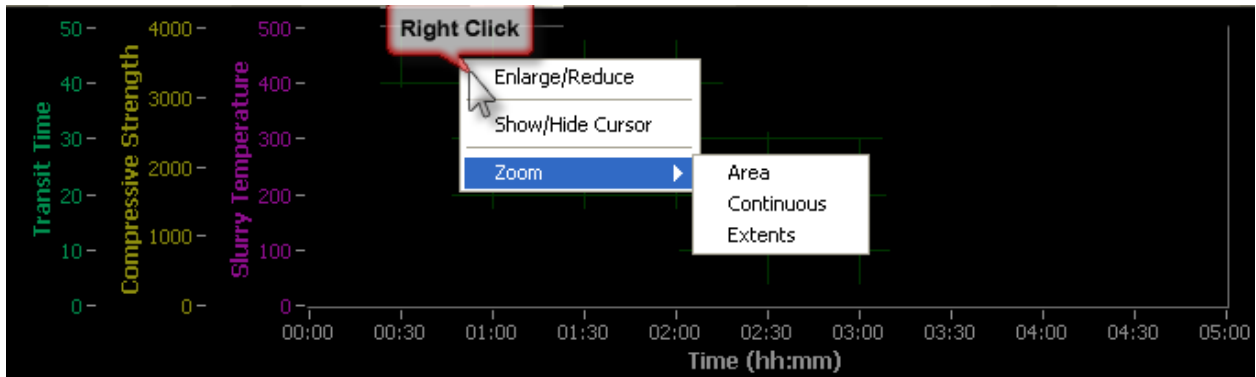 Right Click
Enlarge/Reduce
Show/Hide Cursor
Zoom
Area
Continuous
Extents
Transit Time
50
40
30
20
10
0
Compressive Strength
4000
3000
2000
1000
0
Slurry Temperature
500
400
300
200
100
0
00:00 00:30 01:00 01:30 02:00 02:30 03:00 03:30 04:00 04:30 05:00
Time (hh:mm)